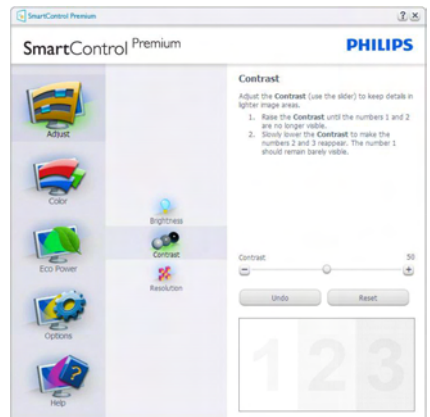 SmartControl Premium
? ×
SmartControl Premium
PHILIPS
Adjust
Color
Eco Power
Options
Help
Brightness
Contrast
Resolution
Contrast
Adjust the Contrast (use the slider) to keep details in
lighter image areas.
1. Raise the Contrast until the numbers 1 and 2
are no longer visible.
2. Slowly lower the Contrast to make the
numbers 2 and 3 reappear. The number 1
should remain barely visible.
Contrast 50
Undo Reset
1 2 3